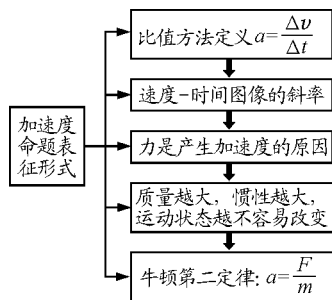 加速度
命题表
征形式
比值方法定义a=Δv/Δt
速度-时间图像的斜率
力是产生加速度的原因
质量越大，惯性越大，
运动状态越不容易改变
牛顿第二定律：a=F/m